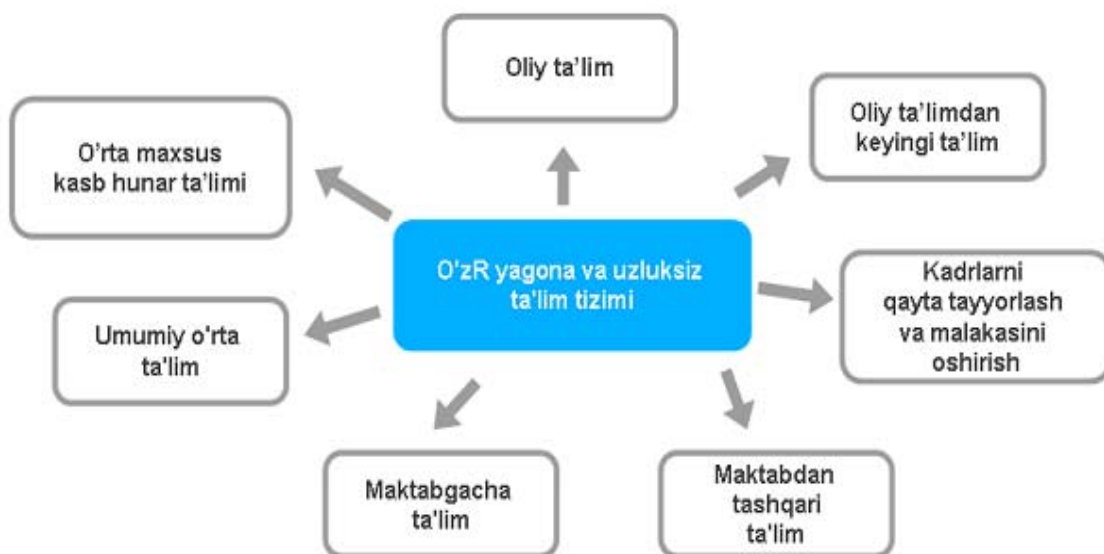 Oliy ta’lim
Oliy ta’limdan
keyingi ta’lim
O’rta maxsus
kasb hunar ta’limi
O'zR yagona va uzluksiz
ta'lim tizimi
Kadrlarni
qayta tayyorlash
va malakasini
oshirish
Umumiy o'rta
ta'lim
Maktabgacha
ta'lim
Maktabdan
tashqari
ta'lim